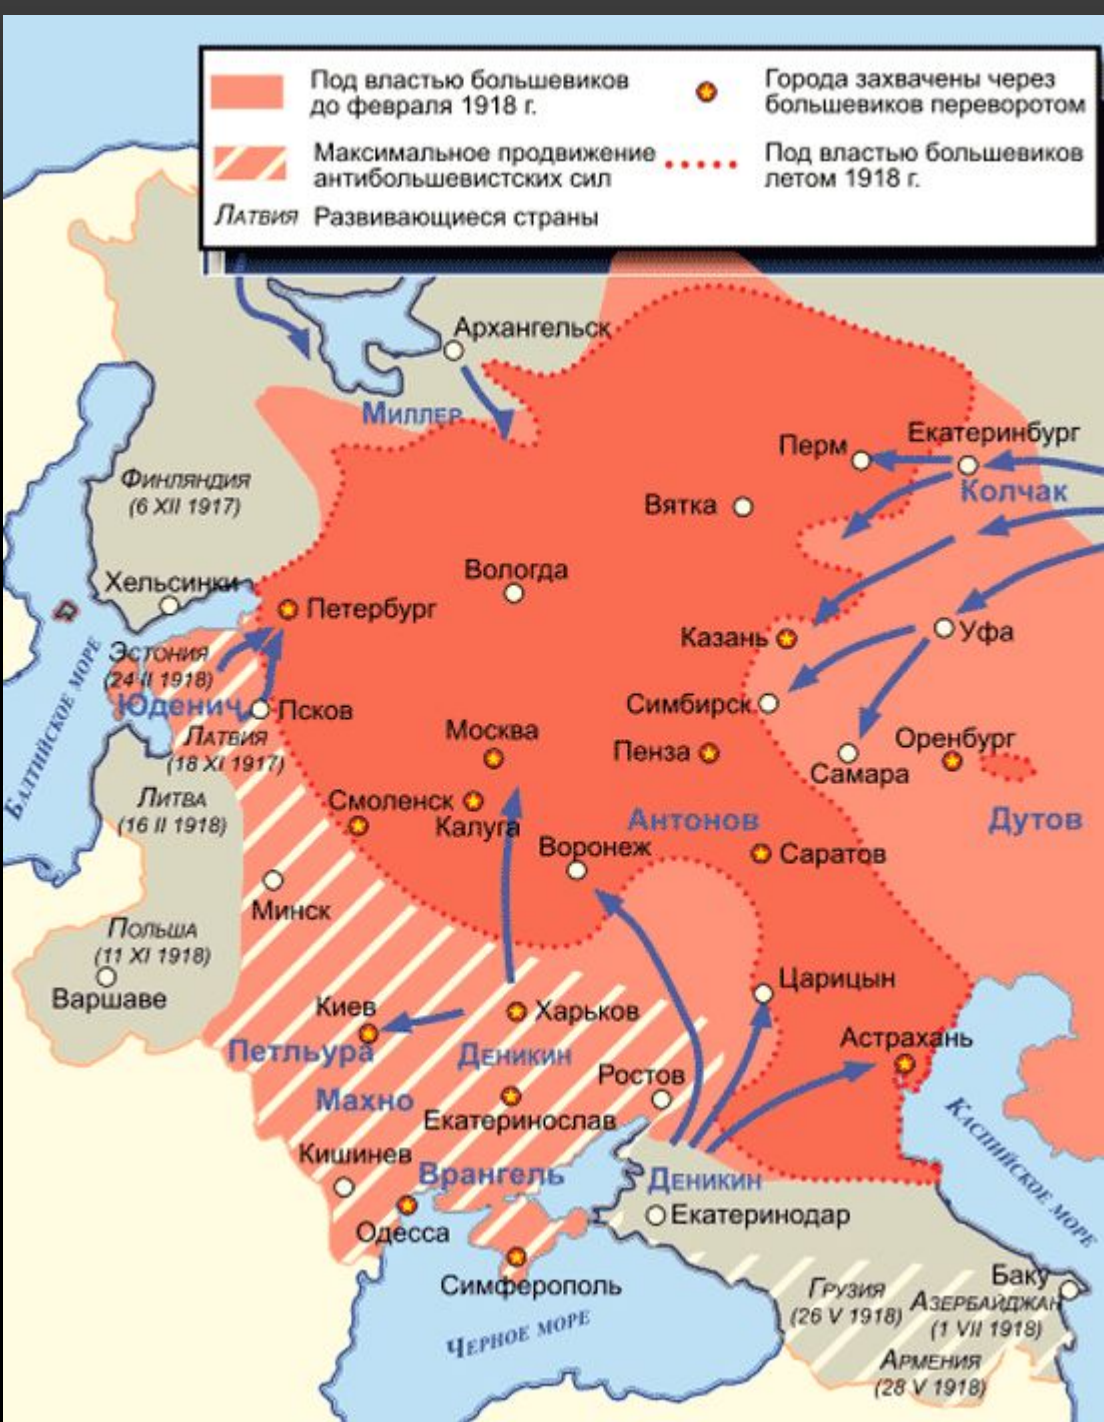 Под властью большевиков
до февраля 1918 г.
Города захвачены через
большевиков переворотом
Максимальное продвижение
антибольшевистских сил
Под властью большевиков
летом 1918 г.
Латвия Развивающиеся страны
Архангельск
Миллер
Перм
Екатеринбург
Колчак
Финляндия
(6 XII 1917)
Вятка
Вологда
Хельсинки
Петербург
Казань
Уфа
Эстония
(24 II 1918)
Юденич
Псков
Симбирск
Латвия
(18 XI 1917)
Москва
Пенза
Оренбург
Самара
Балтийское море
Литва
(16 II 1918)
Смоленск
Калуга
Антонов
Дутов
Воронеж
Саратов
Минск
Польша
(11 XI 1918)
Варшаве
Царицын
Киев
Харьков
Астрахань
Петльура
Деникин
Ростов
Махно
Екатеринослав
Каспийское море
Кишинев
Врангель
Деникин
Екатеринодар
Одесса
Симферополь
Черное море
Баку
Грузия
(26 V 1918)
Азербайджан
(1 VII 1918)
Армения
(28 V 1918)